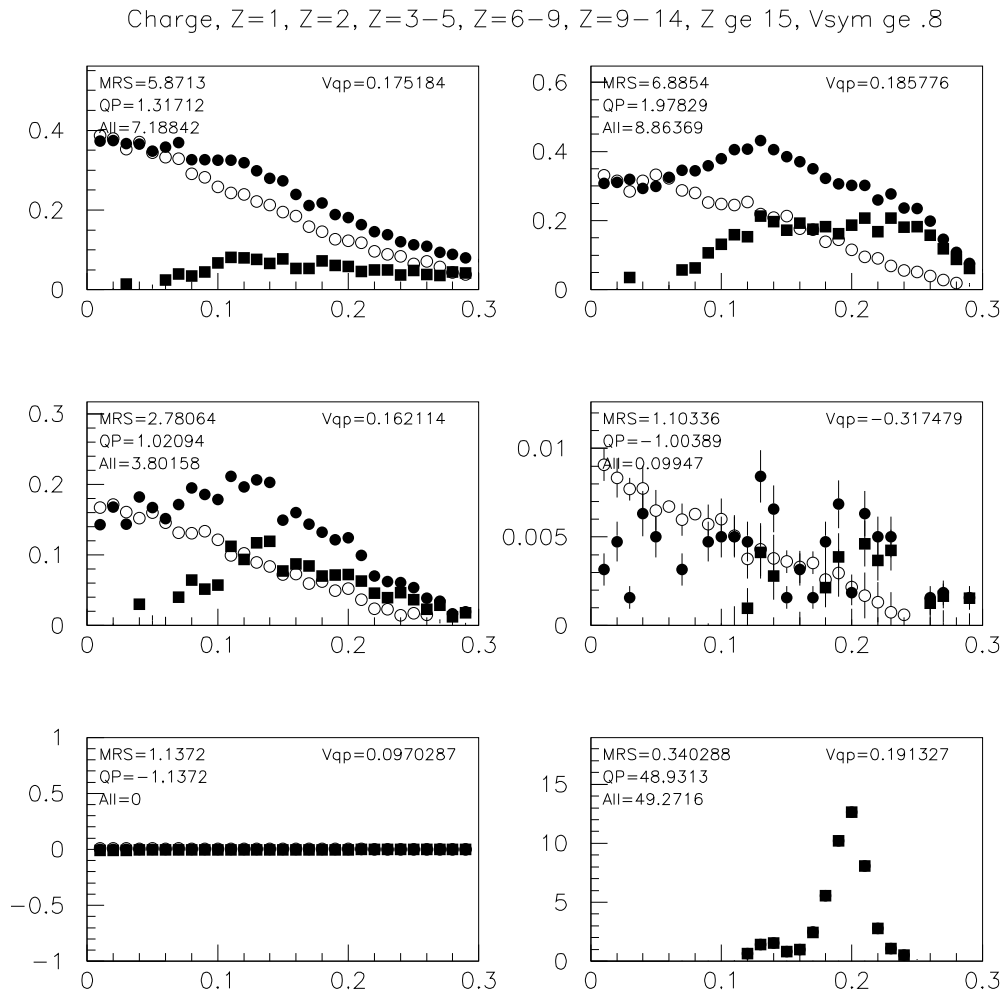 Charge, Z=1, Z=2, Z=3−5, Z=6−9, Z=9−14, Z ge 15, Vsym ge .8
MRS=5.8713 Vqp=0.175184
QP=1.31712
All=7.18842
0.4
0.2
0
0 0.1 0.2 0.3
MRS=6.8854 Vqp=0.185776
QP=1.97829
All=8.86369
0.6
0.4
0.2
0
0 0.1 0.2 0.3
MRS=2.78064 Vqp=0.162114
QP=1.02094
All=3.80158
0.3
0.2
0.1
0
0 0.1 0.2 0.3
MRS=1.10336 Vqp=−0.317479
QP=−1.00389
All=0.09947
0.01
0.005
0
0 0.1 0.2 0.3
MRS=1.1372 Vqp=0.0970287
QP=−1.1372
All=0
1
0.5
0
−0.5
−1
0 0.1 0.2 0.3
MRS=0.340288 Vqp=0.191327
QP=48.9313
All=49.2716
15
10
5
0
0 0.1 0.2 0.3